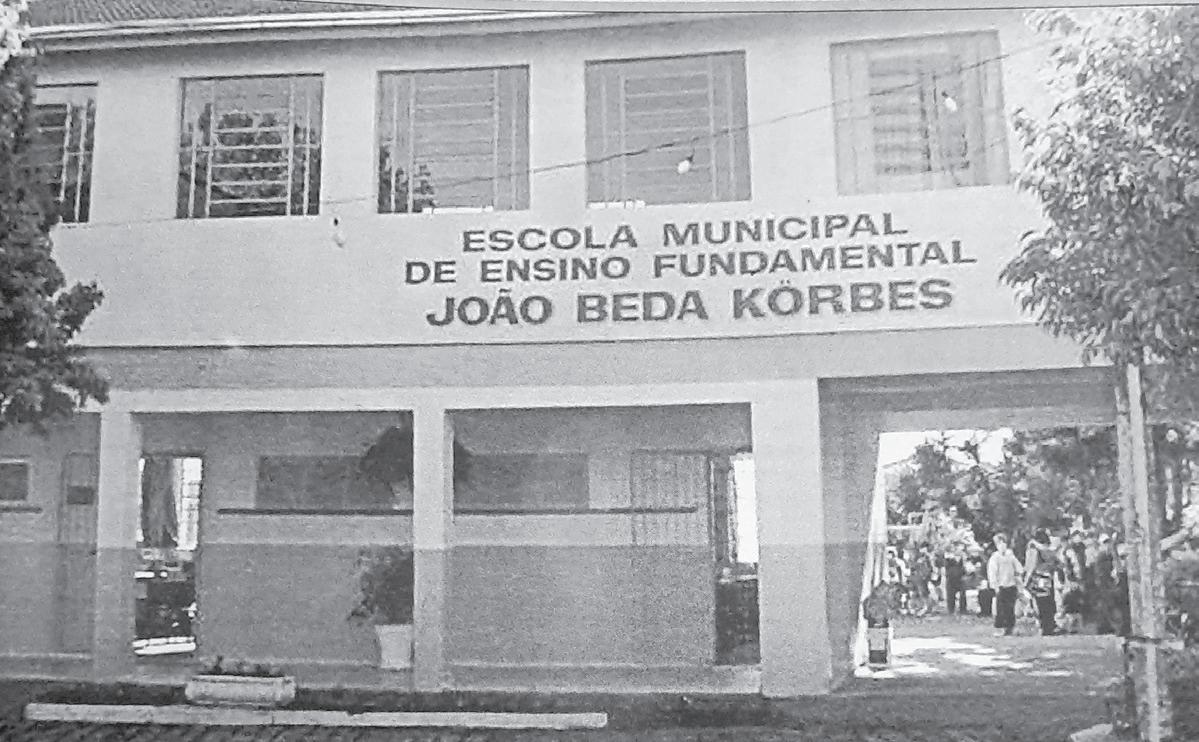 ESCOLA MUNICIPAL
DE ENSINO FUNDAMENTAL
JOÃO BEDA KÖRBES